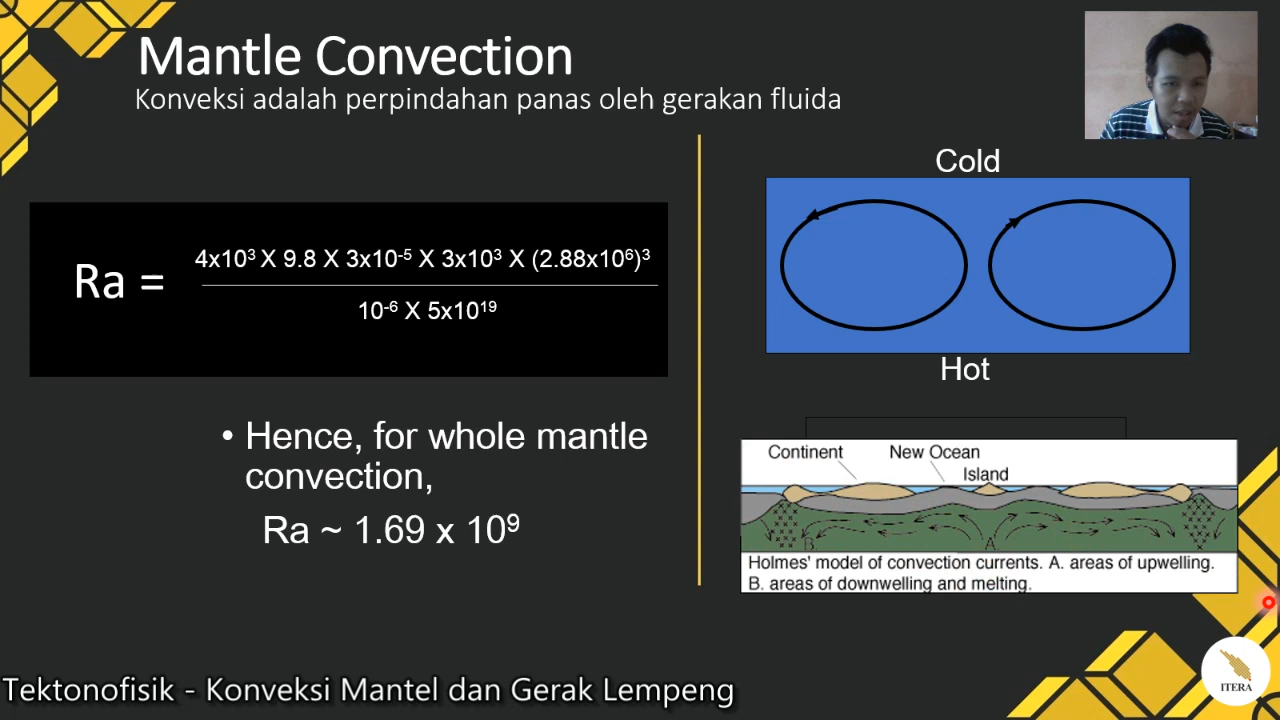 Mantle Convection
Konveksi adalah perpindahan panas oleh gerakan fluida
Ra =
4x10³ X 9.8 X 3x10⁻⁵ X 3x10³ X (2.88x10⁶)³
10⁻⁶ X 5x10¹⁹
• Hence, for whole mantle
convection,
Ra ~ 1.69 x 10⁹
Cold
Hot
Continent New Ocean
Island
B A
Holmes' model of convection currents. A. areas of upwelling.
B. areas of downwelling and melting.
Tektonofisik - Konveksi Mantel dan Gerak Lempeng
ITERA